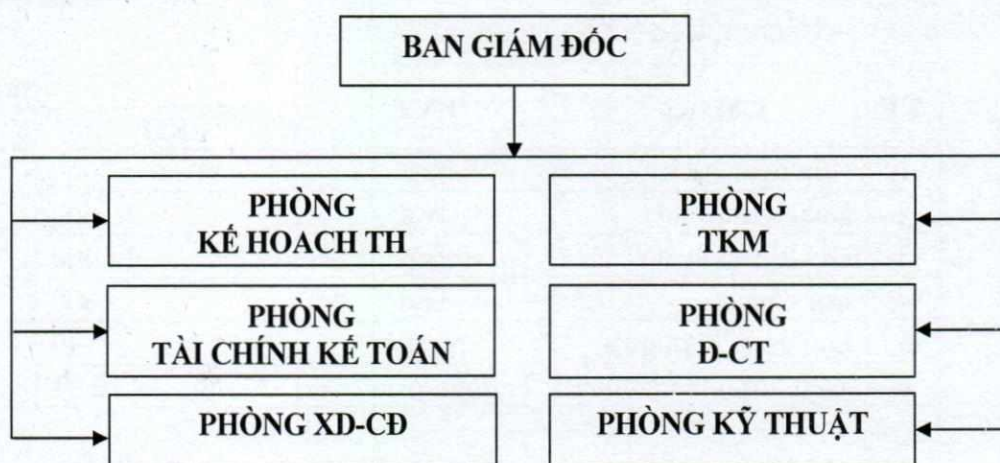 BAN GIÁM ĐỐC
PHÒNG
KẾ HOẠCH TH
PHÒNG
TKM
PHÒNG
TÀI CHÍNH KẾ TOÁN
PHÒNG
Đ-CT
PHÒNG XD-CĐ
PHÒNG KỸ THUẬT